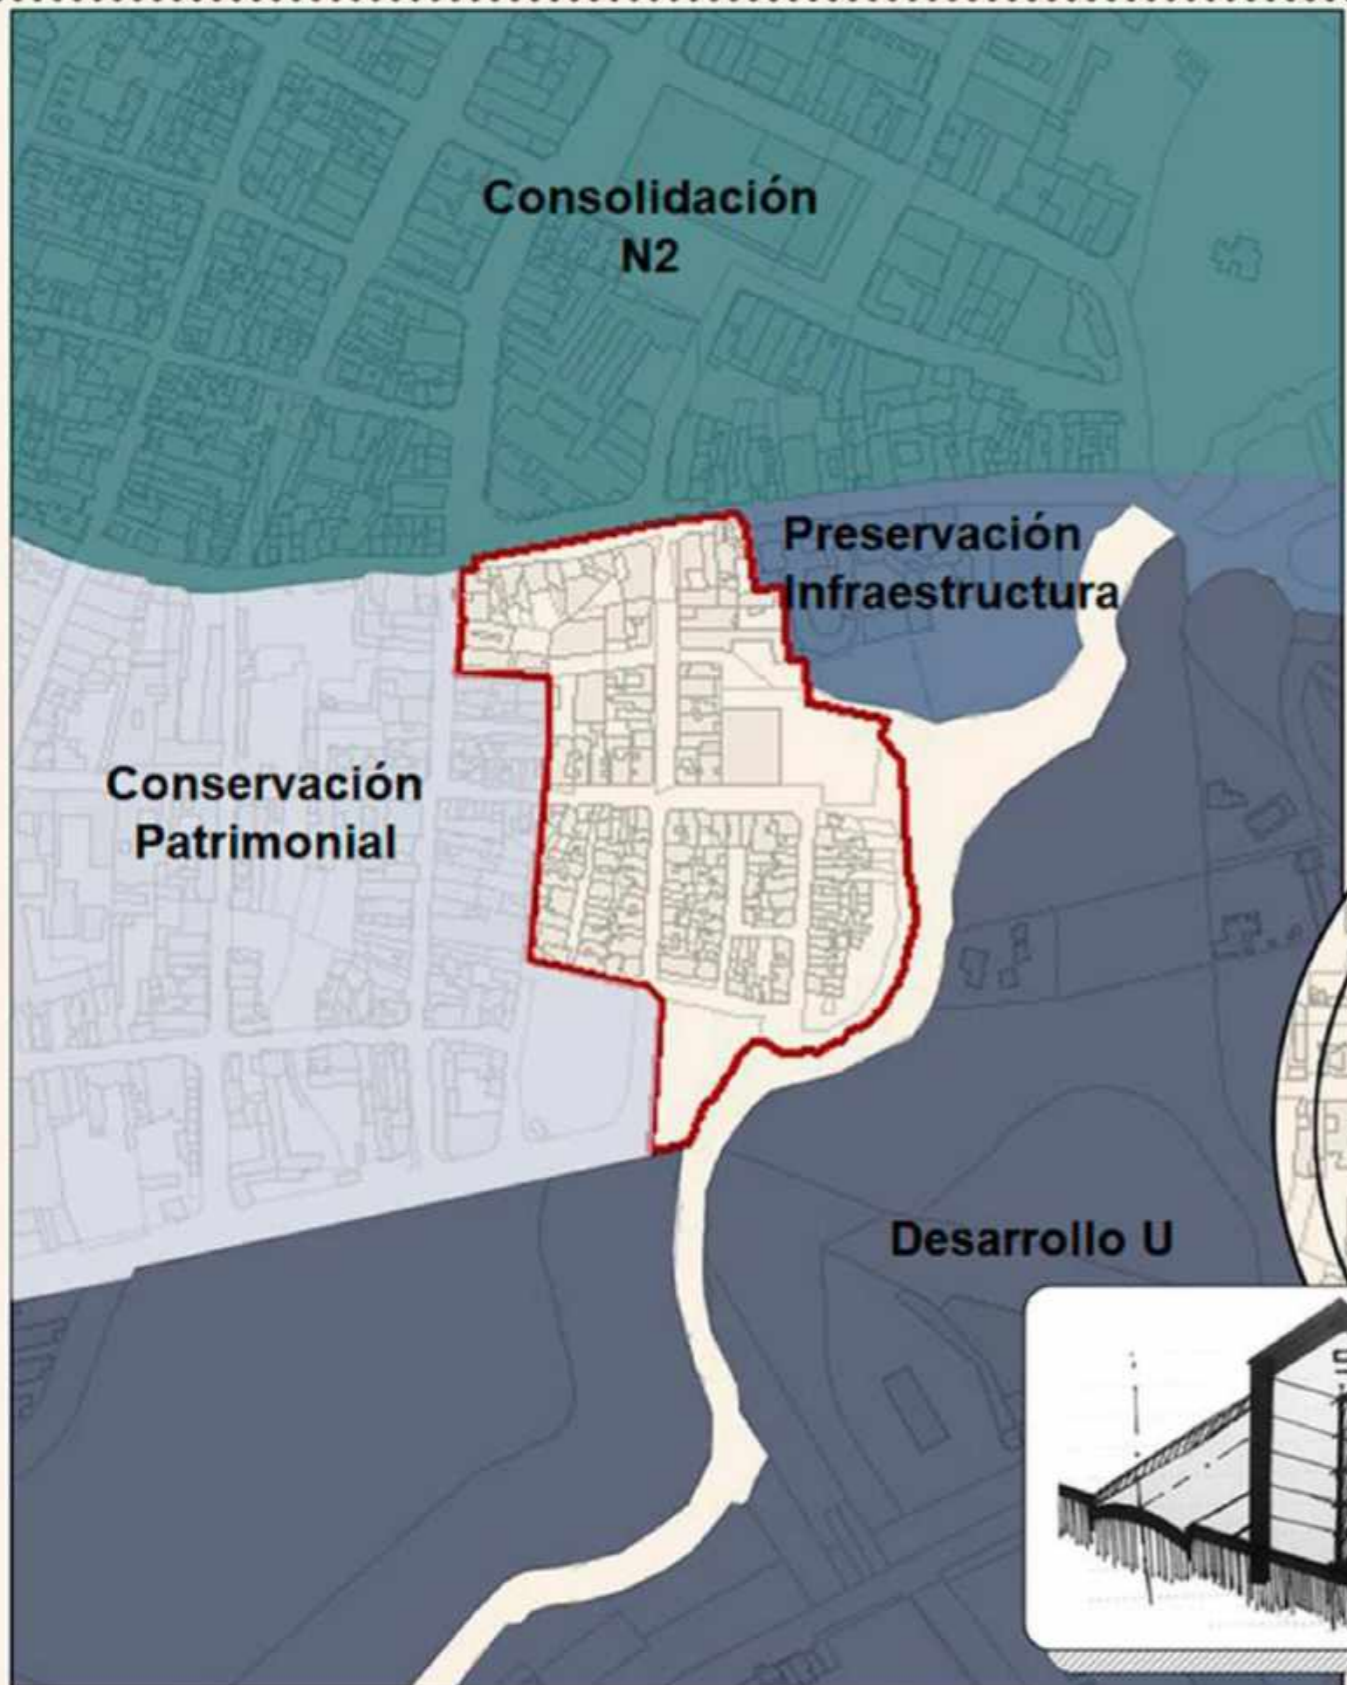 Consolidación
N2
Preservación
Infraestructura
Conservación
Patrimonial
Desarrollo U